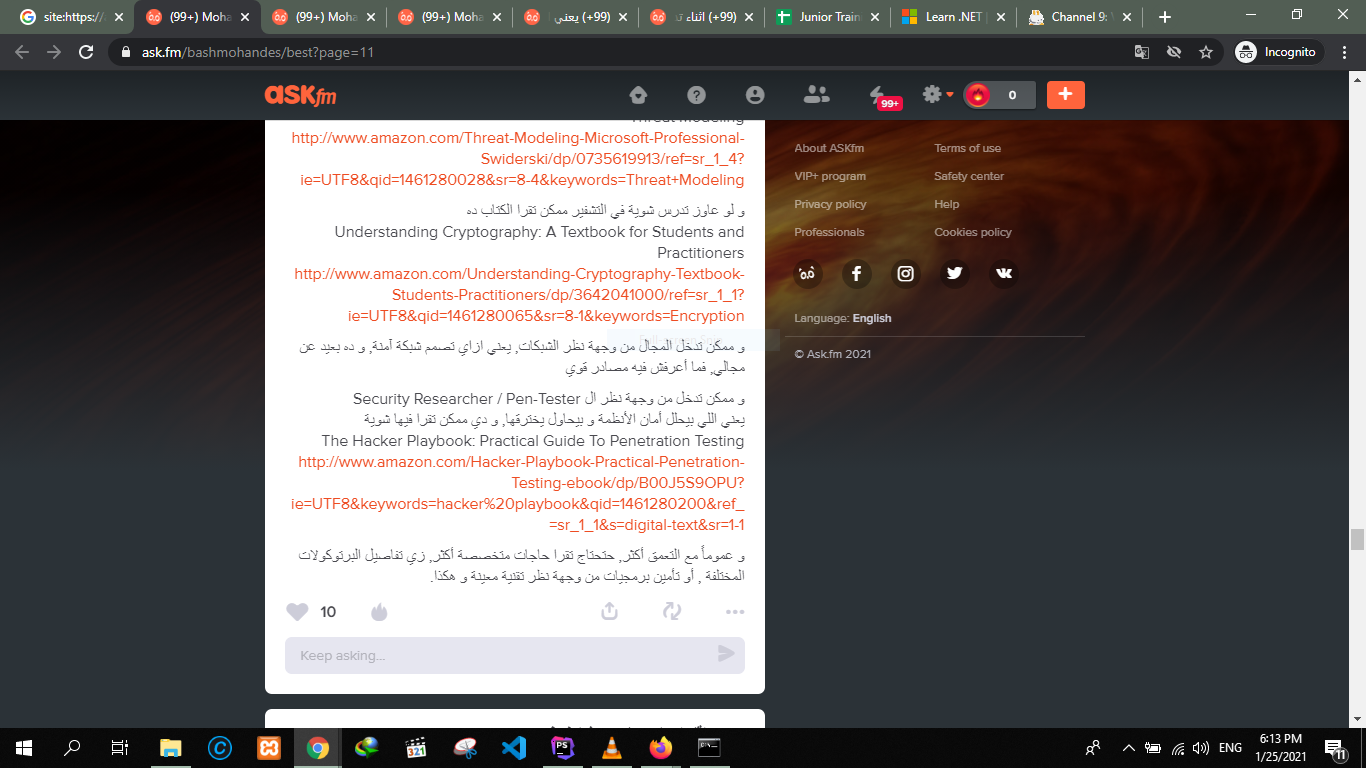 site:https://
(99+) Moha
(99+) Moha
(99+) Moha
(99+) يعني
(99+) اثناء تد
Junior Train
Learn .NET |
Channel 9: V
ask.fm/bashmohandes/best?page=11
Incognito
ASKfm
99+
0
Threat Modeling
http://www.amazon.com/Threat-Modeling-Microsoft-Professional-
Swiderski/dp/0735619913/ref=sr_1_4?
ie=UTF8&qid=1461280028&sr=8-4&keywords=Threat+Modeling
و لو عاوز تدرس شوية في التشفير ممكن تقرا الكتاب ده
Understanding Cryptography: A Textbook for Students and
Practitioners
http://www.amazon.com/Understanding-Cryptography-Textbook-
Students-Practitioners/dp/3642041000/ref=sr_1_1?
ie=UTF8&qid=1461280065&sr=8-1&keywords=Encryption
و ممكن تدخل المجال من وجهة نظر الشبكات, يعني ازاي تصمم شبكة آمنة, و ده بعيد عن
مجالي, فما أعرفش فيه مصادر قوي
و ممكن تدخل من وجهة نظر ال Security Researcher / Pen-Tester
يعني اللي بيحلل أمان الأنظمة و بيحاول يخترقها, و دي ممكن تقرا فيها شوية
The Hacker Playbook: Practical Guide To Penetration Testing
http://www.amazon.com/Hacker-Playbook-Practical-Penetration-
Testing-ebook/dp/B00J5S9OPU?
ie=UTF8&keywords=hacker%20playbook&qid=1461280200&ref_
=sr_1_1&s=digital-text&sr=1-1
و عموماً مع التعمق أكثر, حتحتاج تقرا حاجات متخصصة أكثر, زي تفاصيل البرتوكولات
المختلفة , أو تأمين برمجيات من وجهة نظر تقنية معينة و هكذا.
10
Keep asking...
About ASKfm
Terms of use
VIP+ program
Safety center
Privacy policy
Help
Professionals
Cookies policy
Language: English
© Ask.fm 2021
321
PS
ENG
6:13 PM
1/25/2021
11